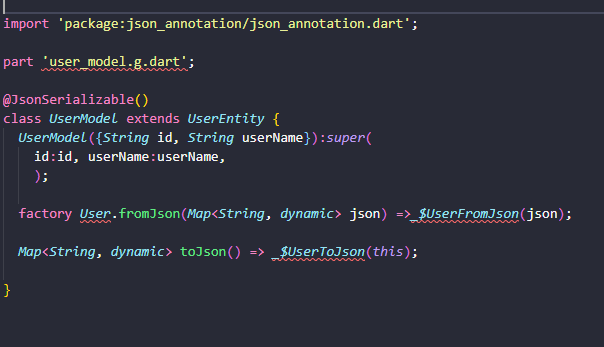 import 'package:json_annotation/json_annotation.dart';
part 'user_model.g.dart';
@JsonSerializable()
class UserModel extends UserEntity {
UserModel({String id, String userName}):super(
id:id, userName:userName,
);
factory User.fromJson(Map<String, dynamic> json) =>_$UserFromJson(json);
Map<String, dynamic> toJson() => _$UserToJson(this);
}